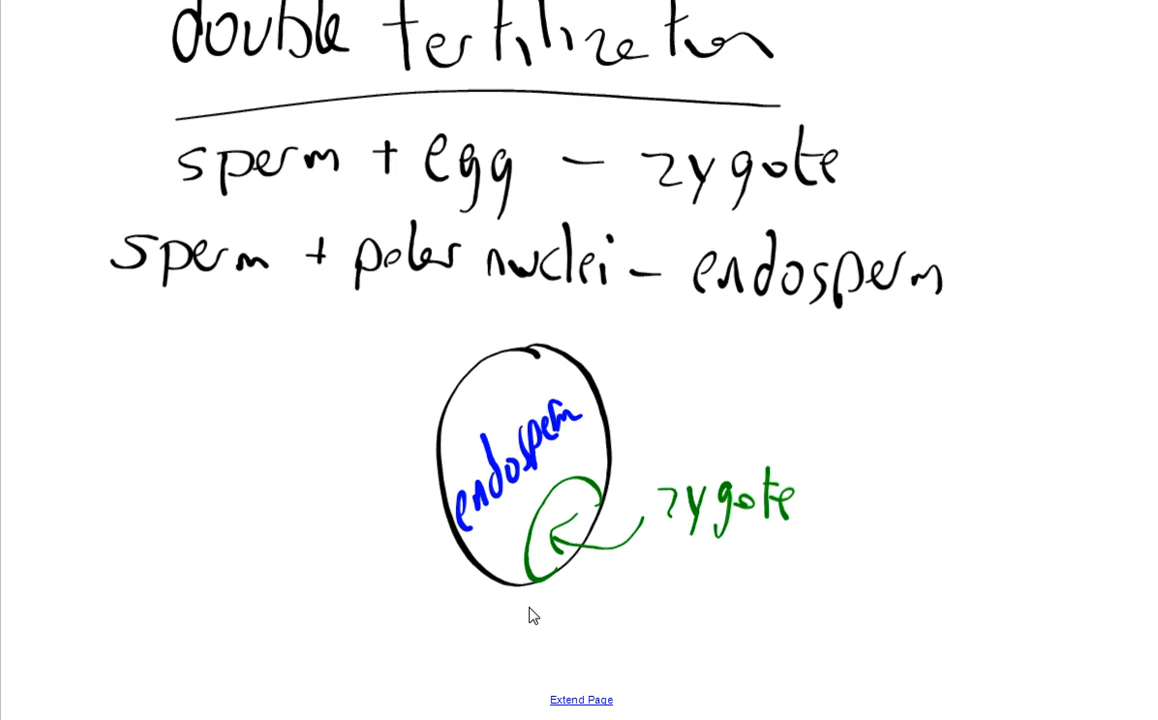 double fertilization
sperm + egg – zygote
sperm + polar nuclei – endosperm
endosperm
zygote
Extend Page